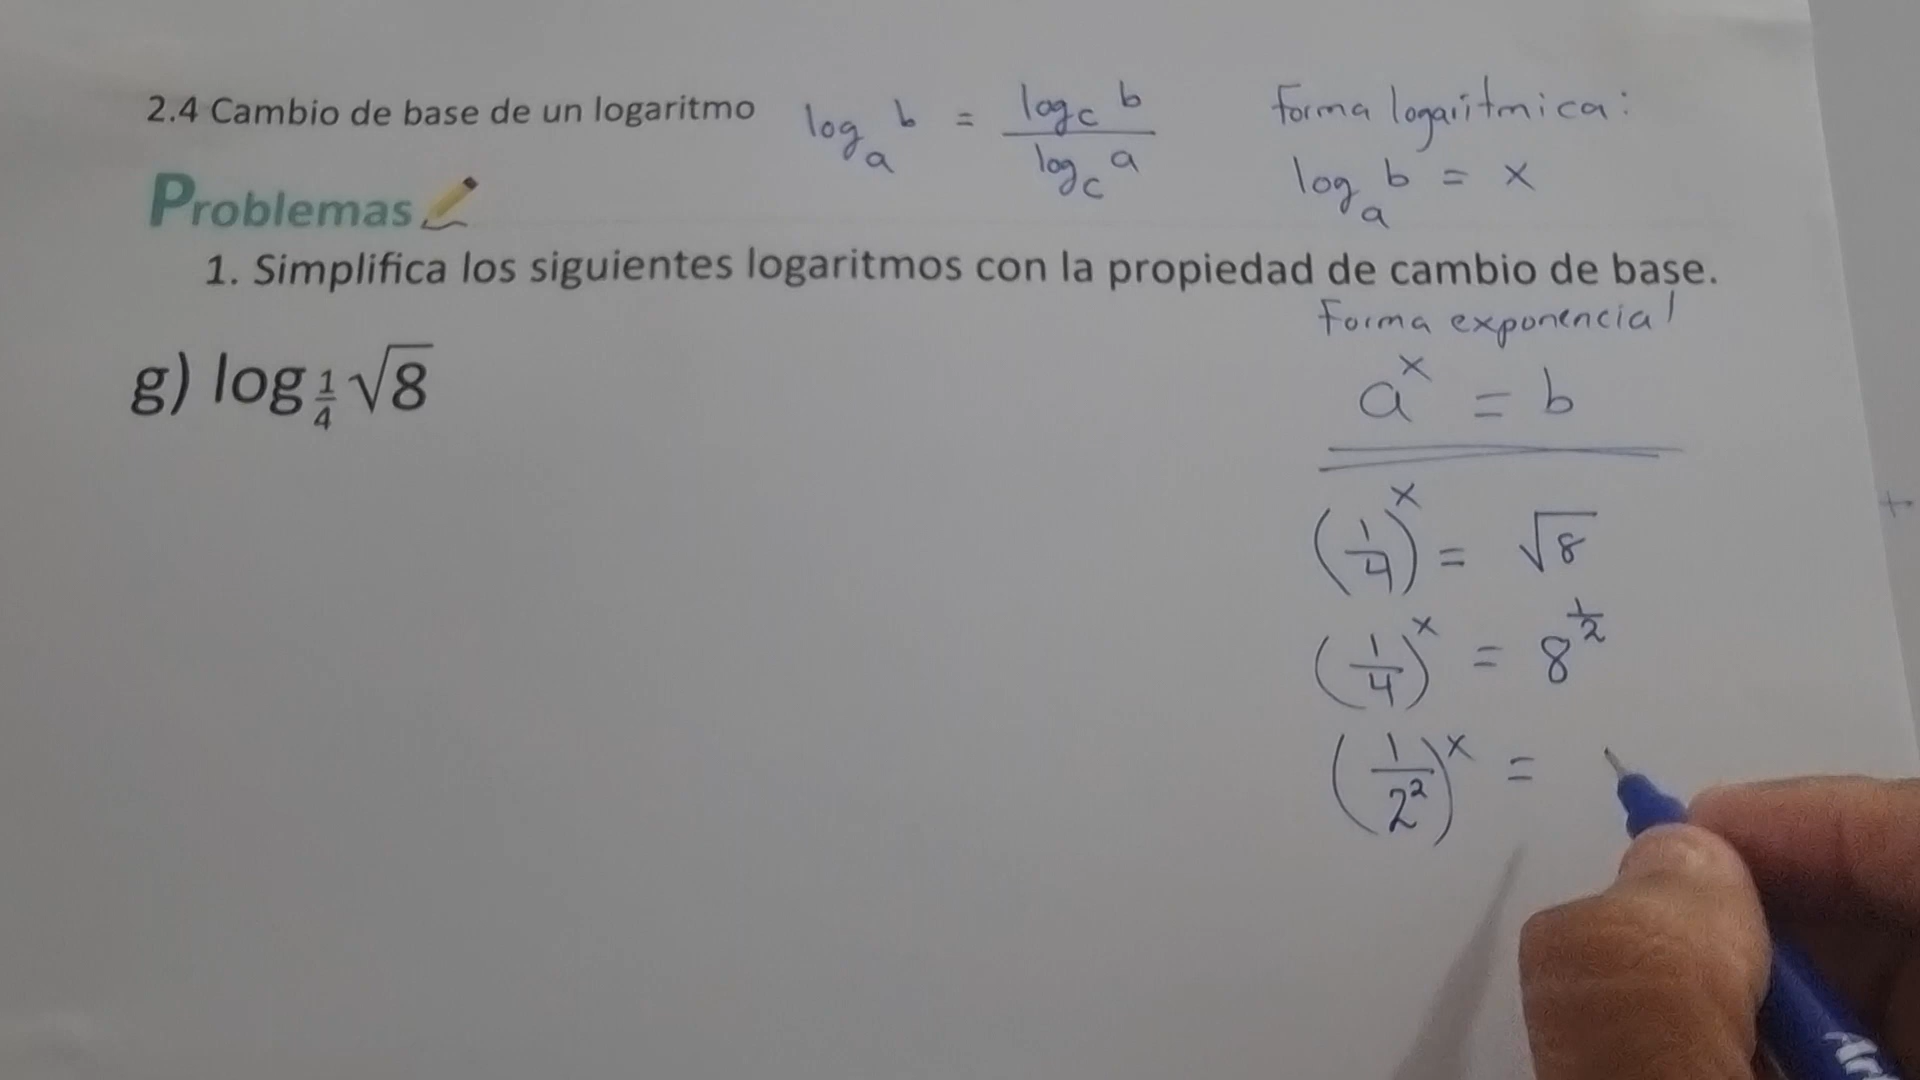 2.4 Cambio de base de un logaritmo
log_a b = log_c b / log_c a
Forma logarítmica:
log_a b = x
Problemas
1. Simplifica los siguientes logaritmos con la propiedad de cambio de base.
Forma exponencial
g) log_{1/4} √8
a^x = b
(1/4)^x = √8
(1/4)^x = 8^{1/2}
(1/2^2)^x =